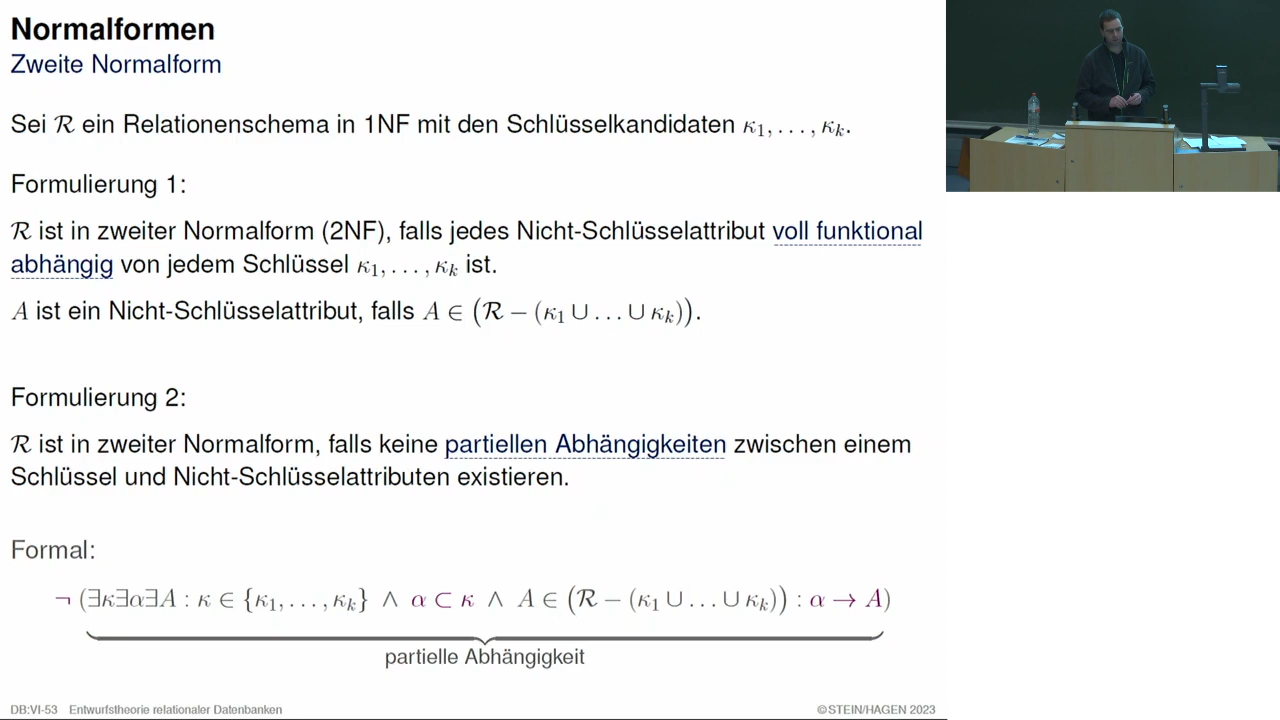 Normalformen
Zweite Normalform
Sei ℛ ein Relationenschema in 1NF mit den Schlüsselkandidaten κ₁, . . . , κₖ.
Formulierung 1:
ℛ ist in zweiter Normalform (2NF), falls jedes Nicht-Schlüsselattribut voll funktional
abhängig von jedem Schlüssel κ₁, . . . , κₖ ist.
A ist ein Nicht-Schlüsselattribut, falls A ∈ (ℛ − (κ₁ ∪ . . . ∪ κₖ)).
Formulierung 2:
ℛ ist in zweiter Normalform, falls keine partiellen Abhängigkeiten zwischen einem
Schlüssel und Nicht-Schlüsselattributen existieren.
Formal:
¬ (∃κ∃α∃A : κ ∈ {κ₁, . . . , κₖ} ∧ α ⊂ κ ∧ A ∈ (ℛ − (κ₁ ∪ . . . ∪ κₖ)) : α → A)
partielle Abhängigkeit
DB:VI-53 Entwurfstheorie relationaler Datenbanken
©STEIN/HAGEN 2023